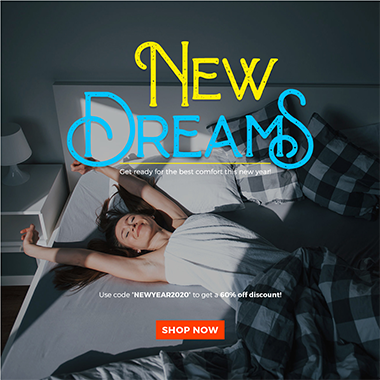 NEW
DREAMS
Get ready for the best comfort this new year!
Use code 'NEWYEAR2020' to get a 60% off discount!
SHOP NOW